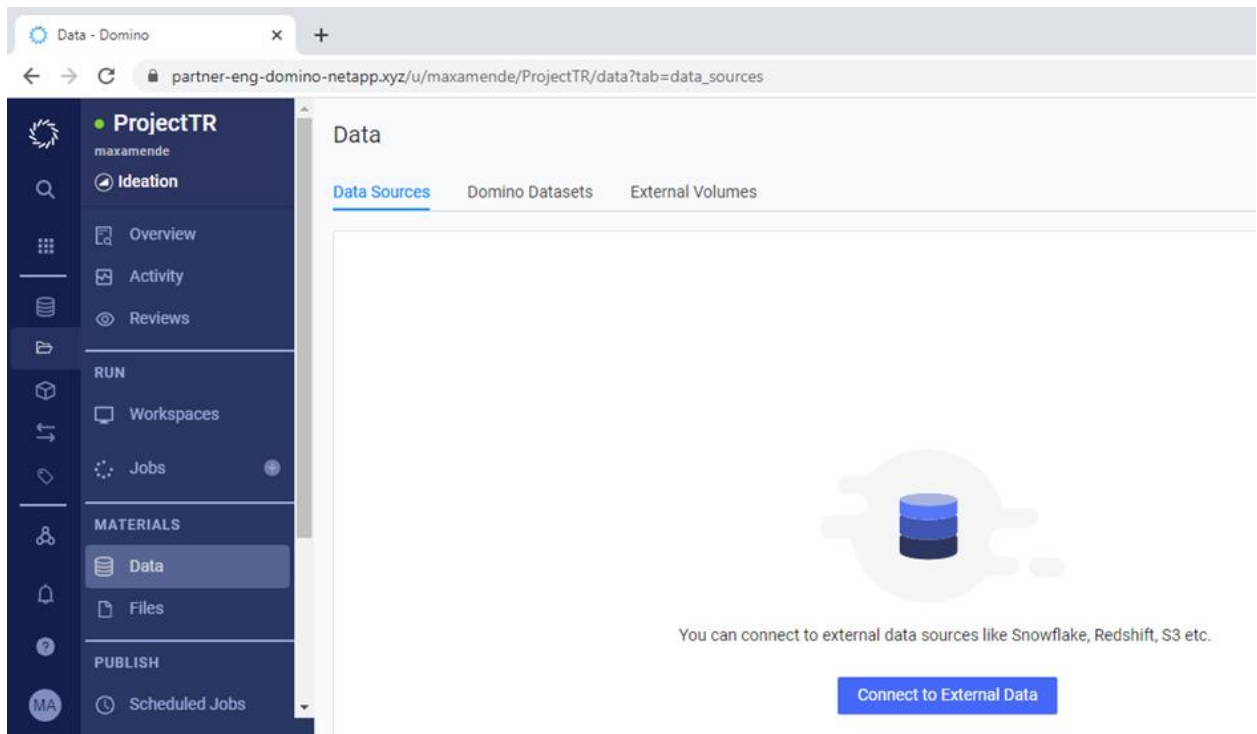 Data - Domino
partner-eng-domino-netapp.xyz/u/maxamende/ProjectTR/data?tab=data_sources
ProjectTR
maxamende
Ideation
Overview
Activity
Reviews
RUN
Workspaces
Jobs
MATERIALS
Data
Files
PUBLISH
Scheduled Jobs
MA
Data
Data Sources Domino Datasets External Volumes
You can connect to external data sources like Snowflake, Redshift, S3 etc.
Connect to External Data